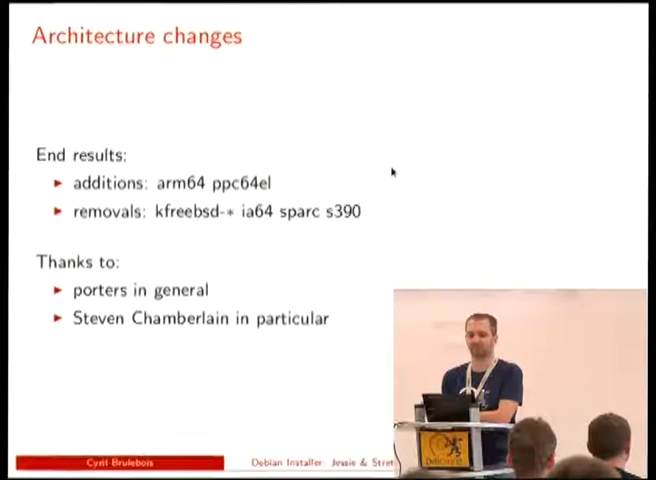 Architecture changes
End results:
additions: arm64 ppc64el
removals: kfreebsd-* ia64 sparc s390
Thanks to:
porters in general
Steven Chamberlain in particular
Cyril Brulebois
Debian Installer: Jessie & Stret